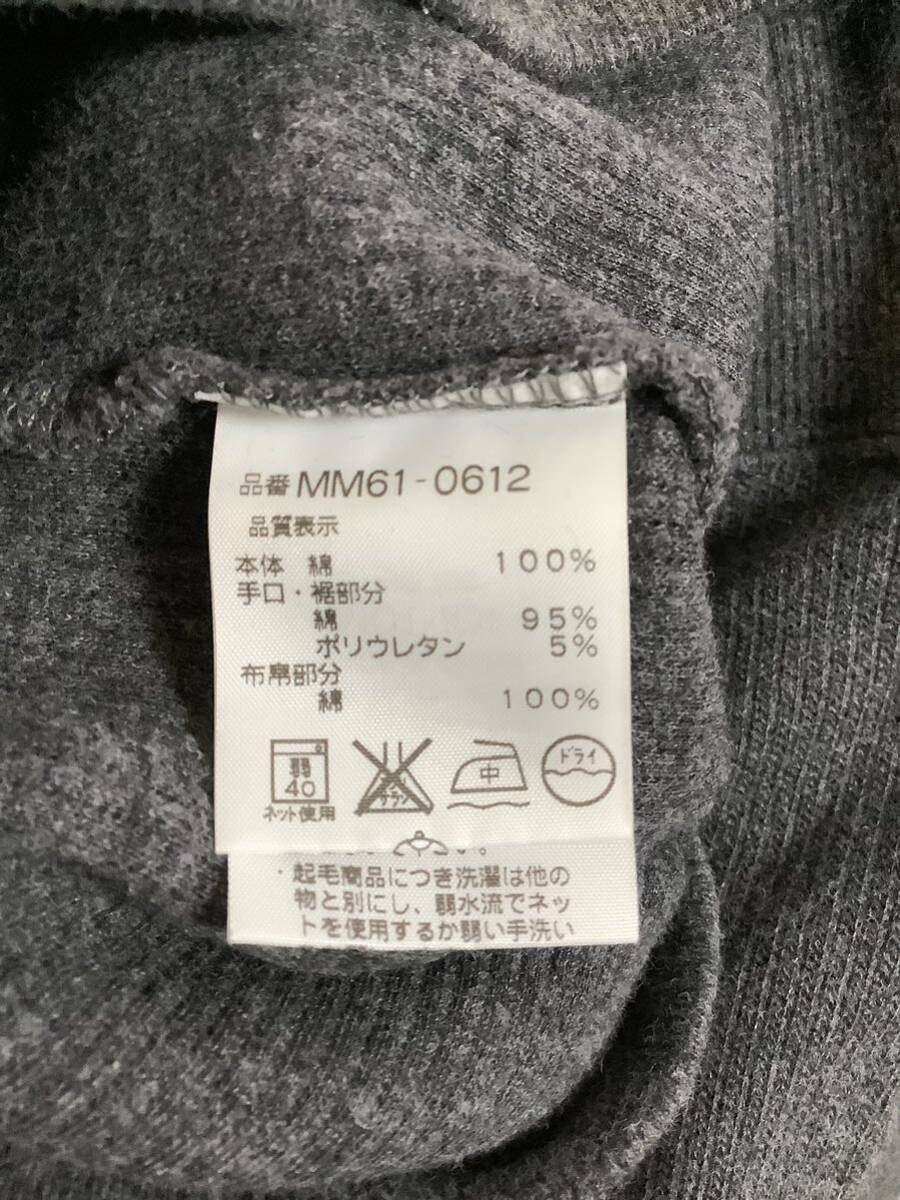 品番 MM61-0612
品質表示
本体 綿 100%
手口・裾部分
綿 95%
ポリウレタン 5%
布帛部分
綿 100%
弱
40
ネット使用
中
ドライ
・起毛商品につき洗濯は他の
物と別にし、弱水流でネッ
トを使用するか弱い手洗い